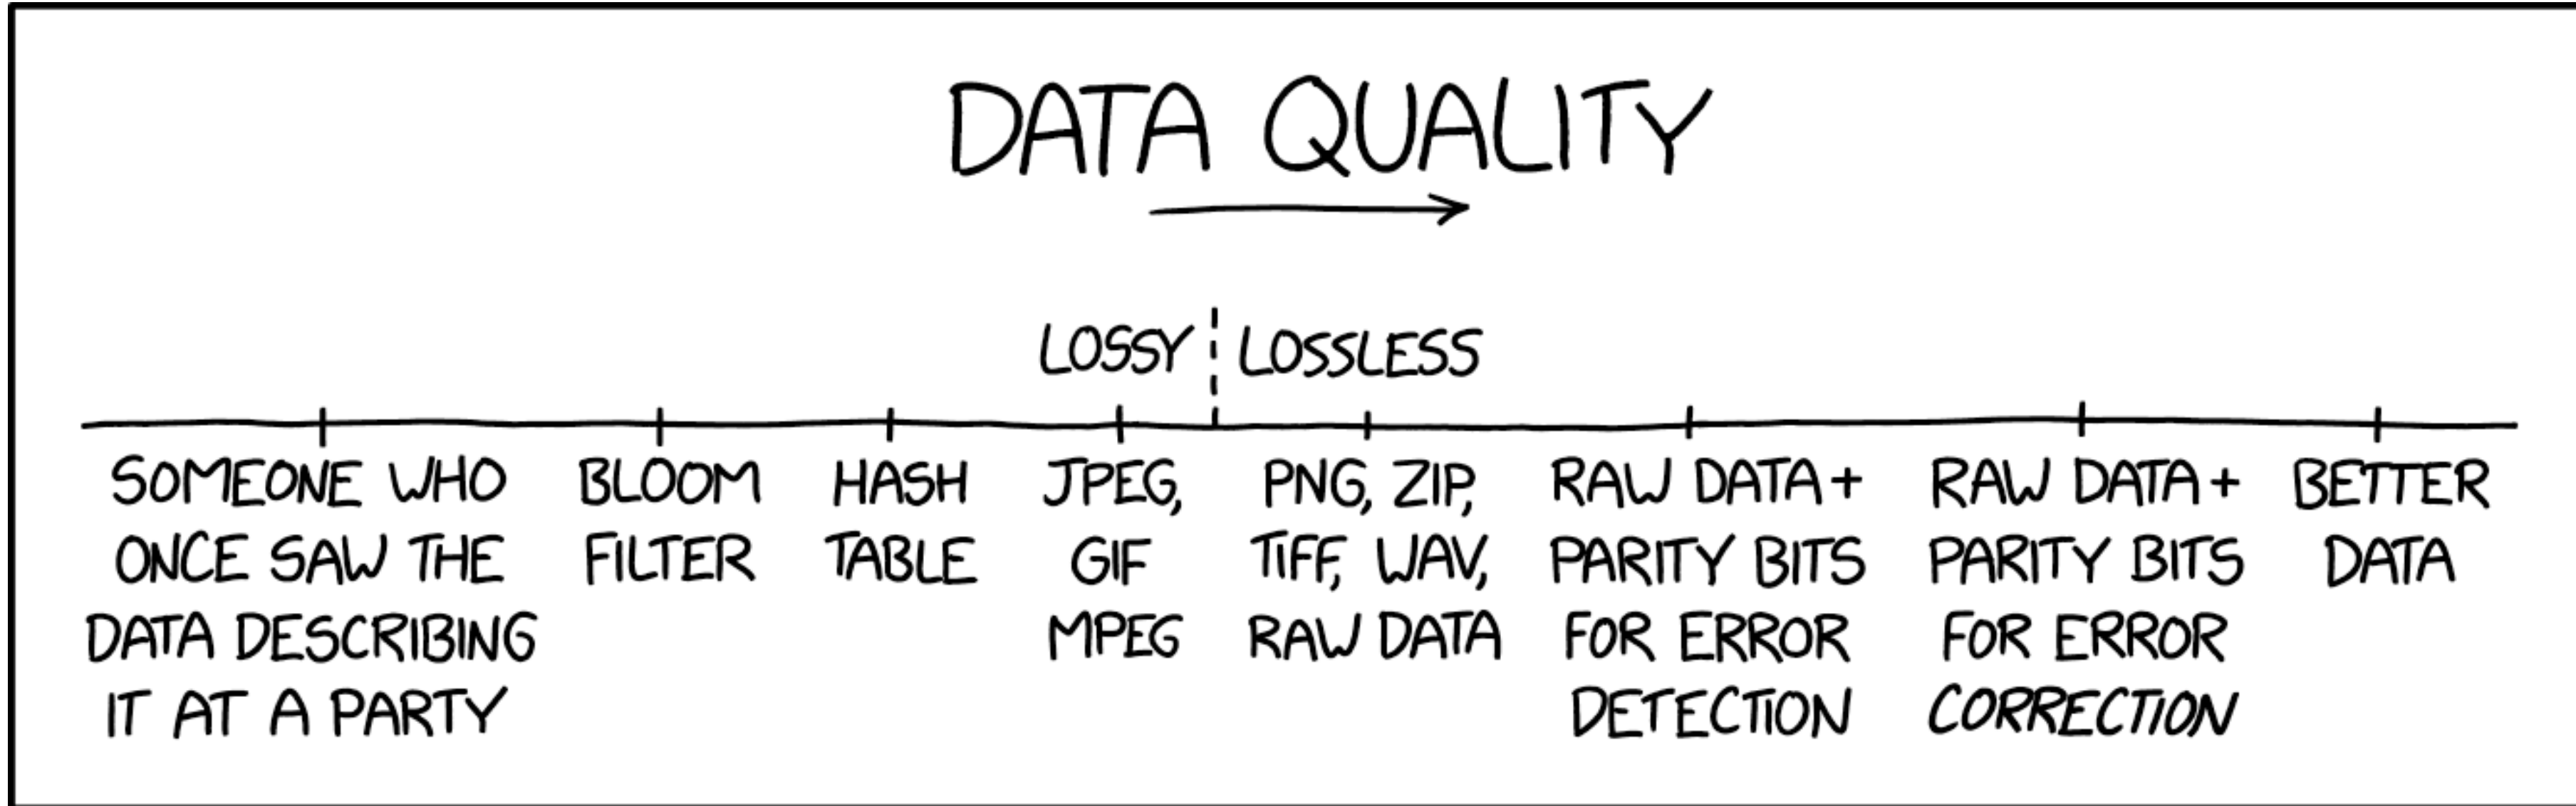 DATA QUALITY
LOSSY
LOSSLESS
SOMEONE WHO
ONCE SAW THE
DATA DESCRIBING
IT AT A PARTY
BLOOM
FILTER
HASH
TABLE
JPEG,
GIF
MPEG
PNG, ZIP,
TIFF, WAV,
RAW DATA
RAW DATA+
PARITY BITS
FOR ERROR
DETECTION
RAW DATA+
PARITY BITS
FOR ERROR
CORRECTION
BETTER
DATA